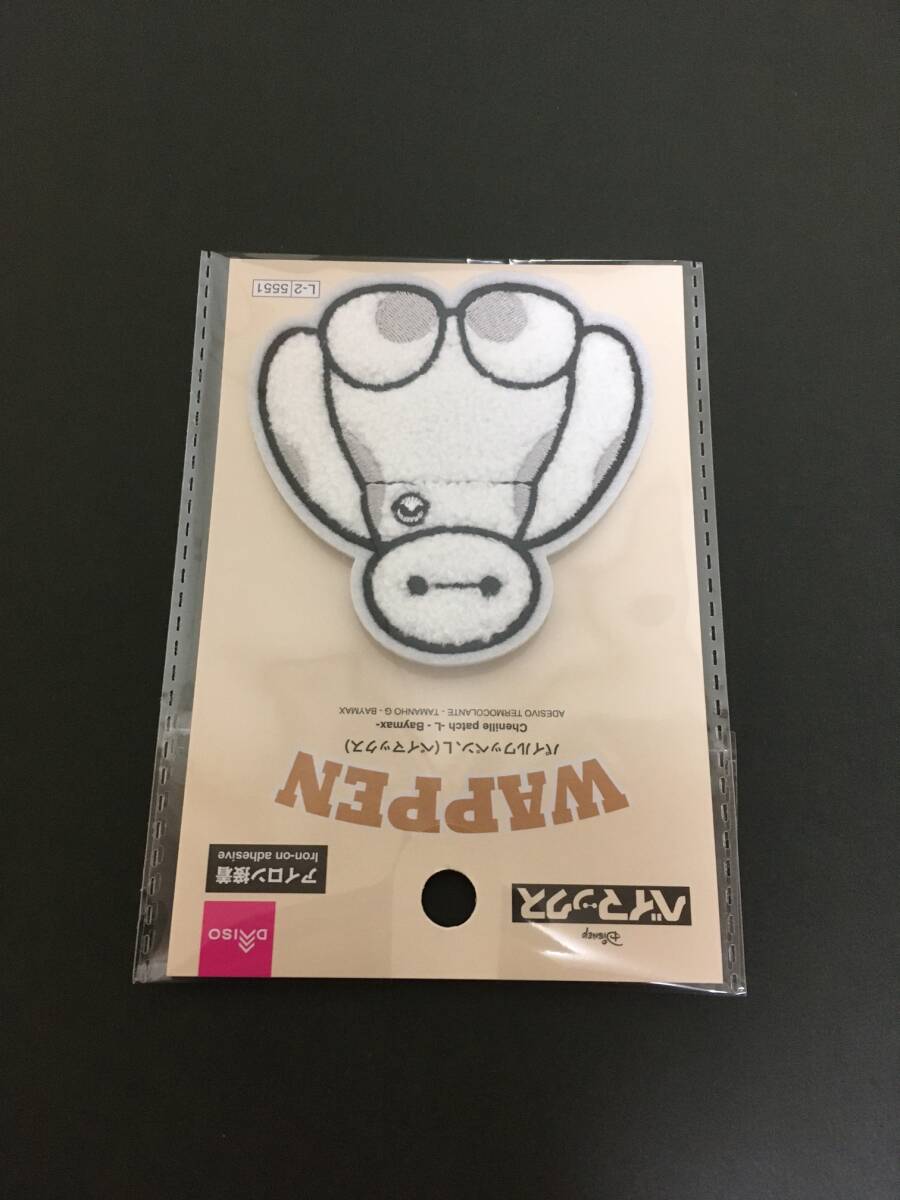 Disney
ベイマックス
DAISO
アイロン接着
Iron-on adhesive
WAPPEN
パイルワッペン、L(ベイマックス)
Chenille patch -L - Baymax-
ADESIVO TERMOCOLANTE - TAMANHO G - BAYMAX
L-2 5551